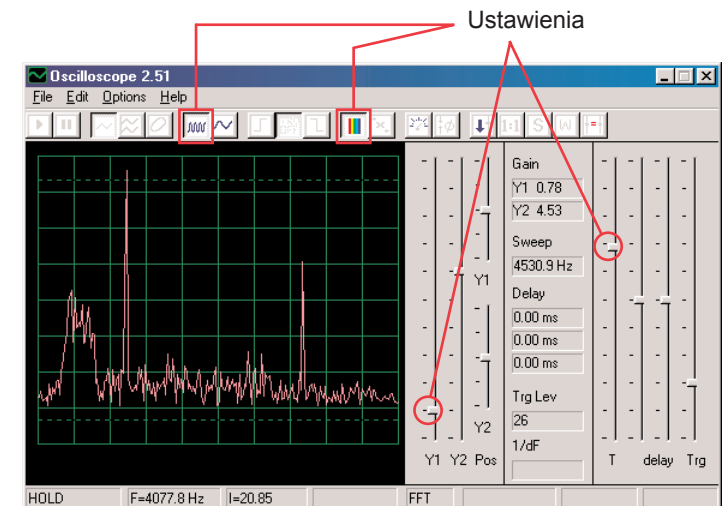 Ustawienia
Oscilloscope 2.51
File Edit Options Help
1:1 S W
Gain
Y1 0.78
Y2 4.53
Sweep
4530.9 Hz
Delay
0.00 ms
0.00 ms
0.00 ms
Trg Lev
26
1/dF
Y1
Y2
Y1 Y2 Pos
T delay Trg
HOLD F=4077.8 Hz I=20.85 FFT